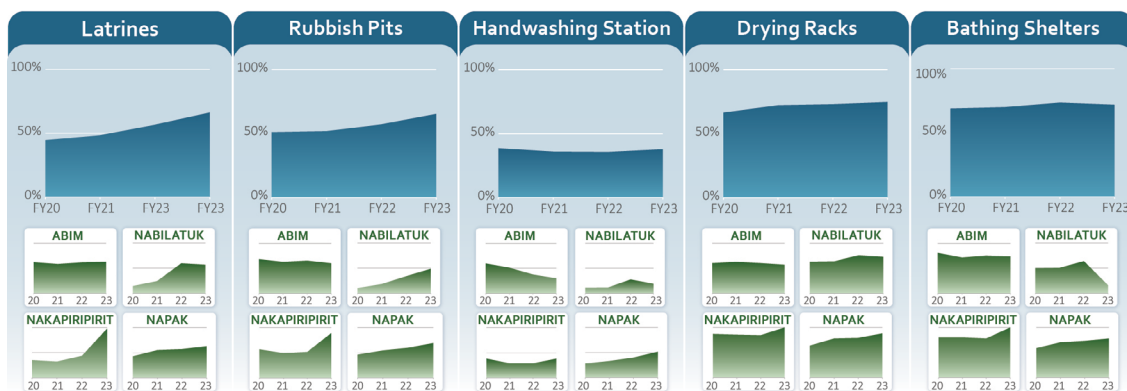 Latrines
100%
50%
0%
FY20 FY21 FY23 FY23
ABIM
20 21 22 23
NABILATUK
20 21 22 23
NAKAPIRIPIRIT
20 21 22 23
NAPAK
20 21 22 23
Rubbish Pits
100%
50%
0%
FY20 FY21 FY22 FY23
ABIM
20 21 22 23
NABILATUK
20 21 22 23
NAKAPIRIPIRIT
20 21 22 23
NAPAK
20 21 22 23
Handwashing Station
100%
50%
0%
FY20 FY21 FY22 FY23
ABIM
20 21 22 23
NABILATUK
20 21 22 23
NAKAPIRIPIRIT
20 21 22 23
NAPAK
20 21 22 23
Drying Racks
100%
50%
0%
FY20 FY21 FY22 FY23
ABIM
20 21 22 23
NABILATUK
20 21 22 23
NAKAPIRIPIRIT
20 21 22 23
NAPAK
20 21 22 23
Bathing Shelters
100%
50%
0%
FY20 FY21 FY22 FY23
ABIM
20 21 22 23
NABILATUK
20 21 22 23
NAKAPIRIPIRIT
20 21 22 23
NAPAK
20 21 22 23